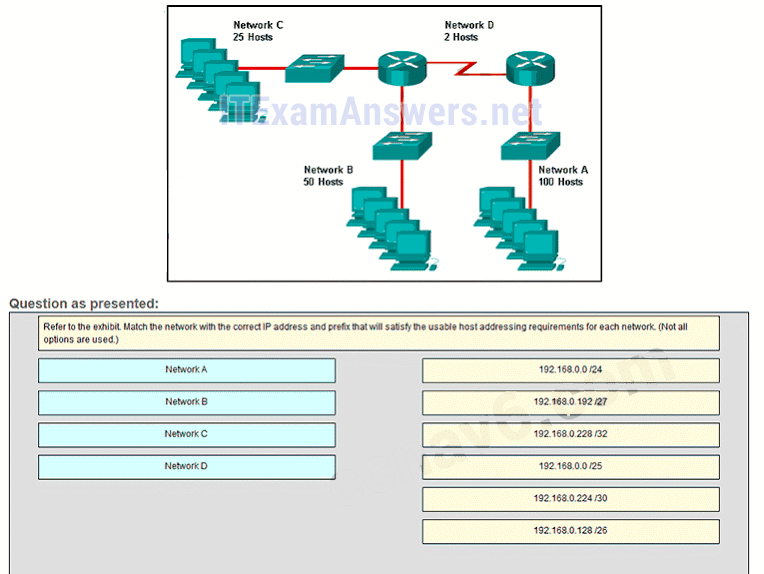 Network C
25 Hosts
Network D
2 Hosts
ITExamAnswers.net
Network B
50 Hosts
Network A
100 Hosts
Question as presented:
Refer to the exhibit. Match the network with the correct IP address and prefix that will satisfy the usable host addressing requirements for each network. (Not all
options are used.)
Network A
192.168.0.0 /24
Network B
192.168.0.192 /27
Network C
192.168.0.228 /32
Network D
192.168.0.0 /25
192.168.0.224 /30
192.168.0.128 /26